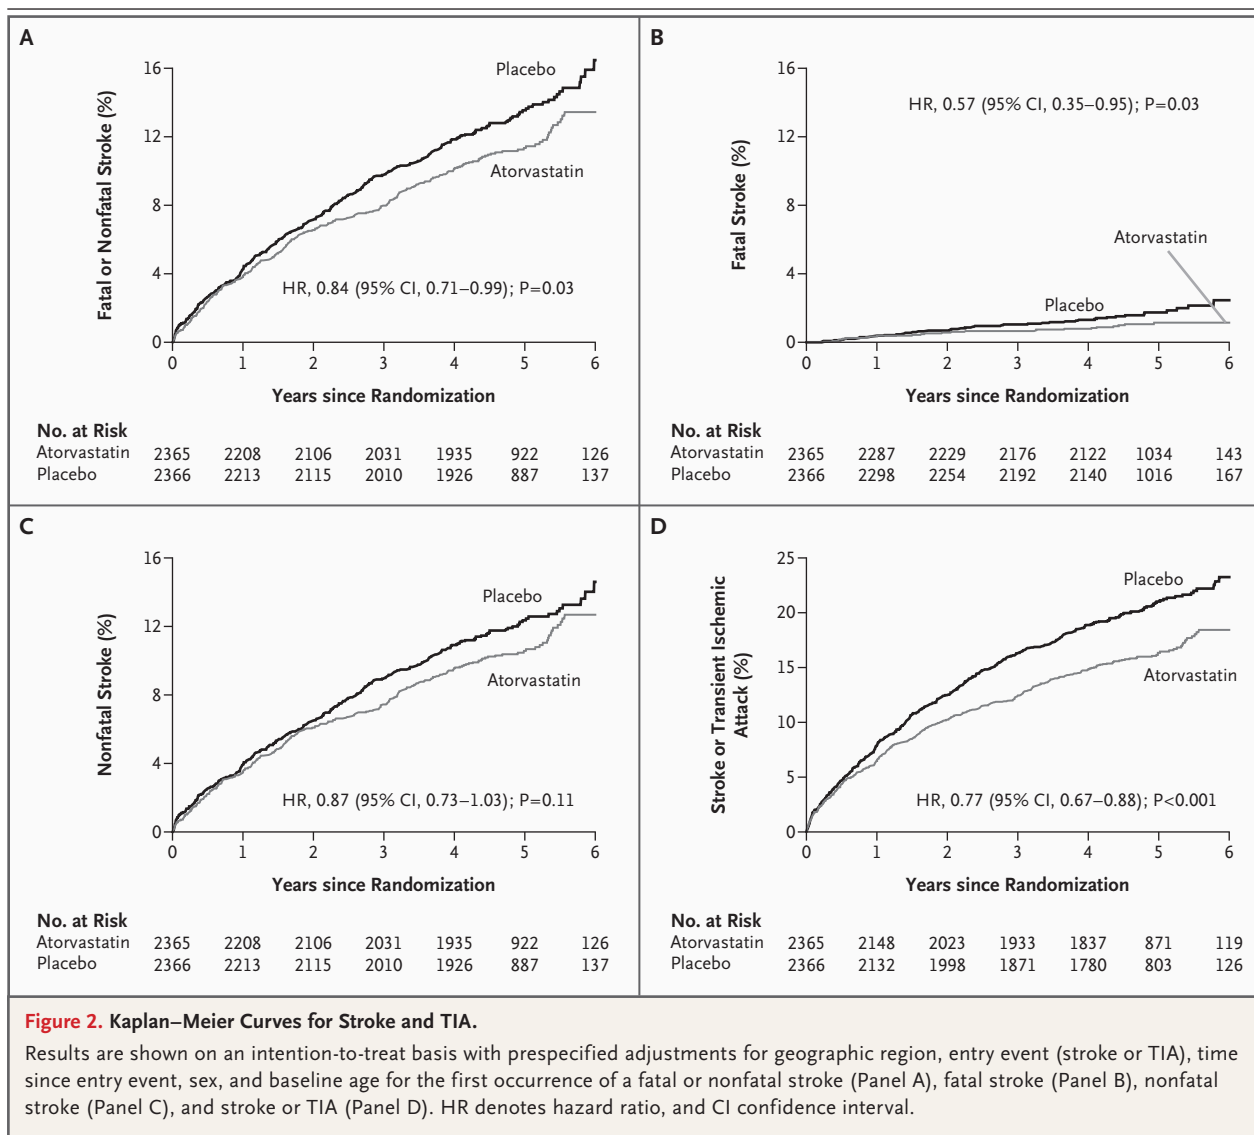 A
Fatal or Nonfatal Stroke (%)
16
12
8
4
0
Placebo
Atorvastatin
HR, 0.84 (95% CI, 0.71–0.99); P=0.03
0 1 2 3 4 5 6
Years since Randomization
No. at Risk
Atorvastatin 2365 2208 2106 2031 1935 922 126
Placebo 2366 2213 2115 2010 1926 887 137
B
Fatal Stroke (%)
16
12
8
4
0
HR, 0.57 (95% CI, 0.35–0.95); P=0.03
Atorvastatin
Placebo
0 1 2 3 4 5 6
Years since Randomization
No. at Risk
Atorvastatin 2365 2287 2229 2176 2122 1034 143
Placebo 2366 2298 2254 2192 2140 1016 167
C
Nonfatal Stroke (%)
16
12
8
4
0
Placebo
Atorvastatin
HR, 0.87 (95% CI, 0.73–1.03); P=0.11
0 1 2 3 4 5 6
Years since Randomization
No. at Risk
Atorvastatin 2365 2208 2106 2031 1935 922 126
Placebo 2366 2213 2115 2010 1926 887 137
D
Stroke or Transient Ischemic
Attack (%)
25
20
15
10
5
0
Placebo
Atorvastatin
HR, 0.77 (95% CI, 0.67–0.88); P<0.001
0 1 2 3 4 5 6
Years since Randomization
No. at Risk
Atorvastatin 2365 2148 2023 1933 1837 871 119
Placebo 2366 2132 1998 1871 1780 803 126
Figure 2. Kaplan–Meier Curves for Stroke and TIA.
Results are shown on an intention-to-treat basis with prespecified adjustments for geographic region, entry event (stroke or TIA), time
since entry event, sex, and baseline age for the first occurrence of a fatal or nonfatal stroke (Panel A), fatal stroke (Panel B), nonfatal
stroke (Panel C), and stroke or TIA (Panel D). HR denotes hazard ratio, and CI confidence interval.